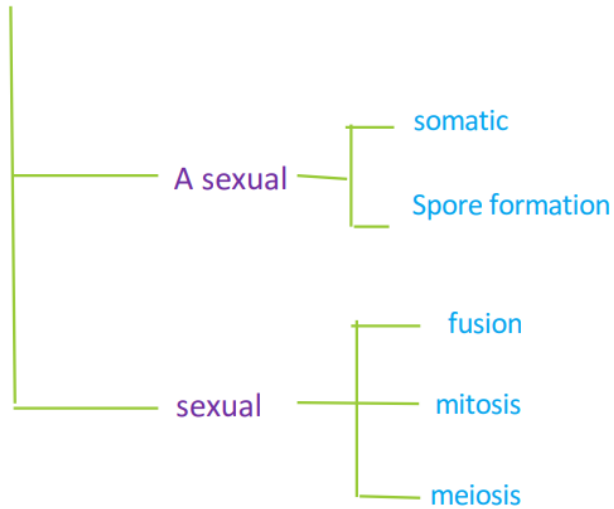 A sexual
somatic
Spore formation
sexual
fusion
mitosis
meiosis